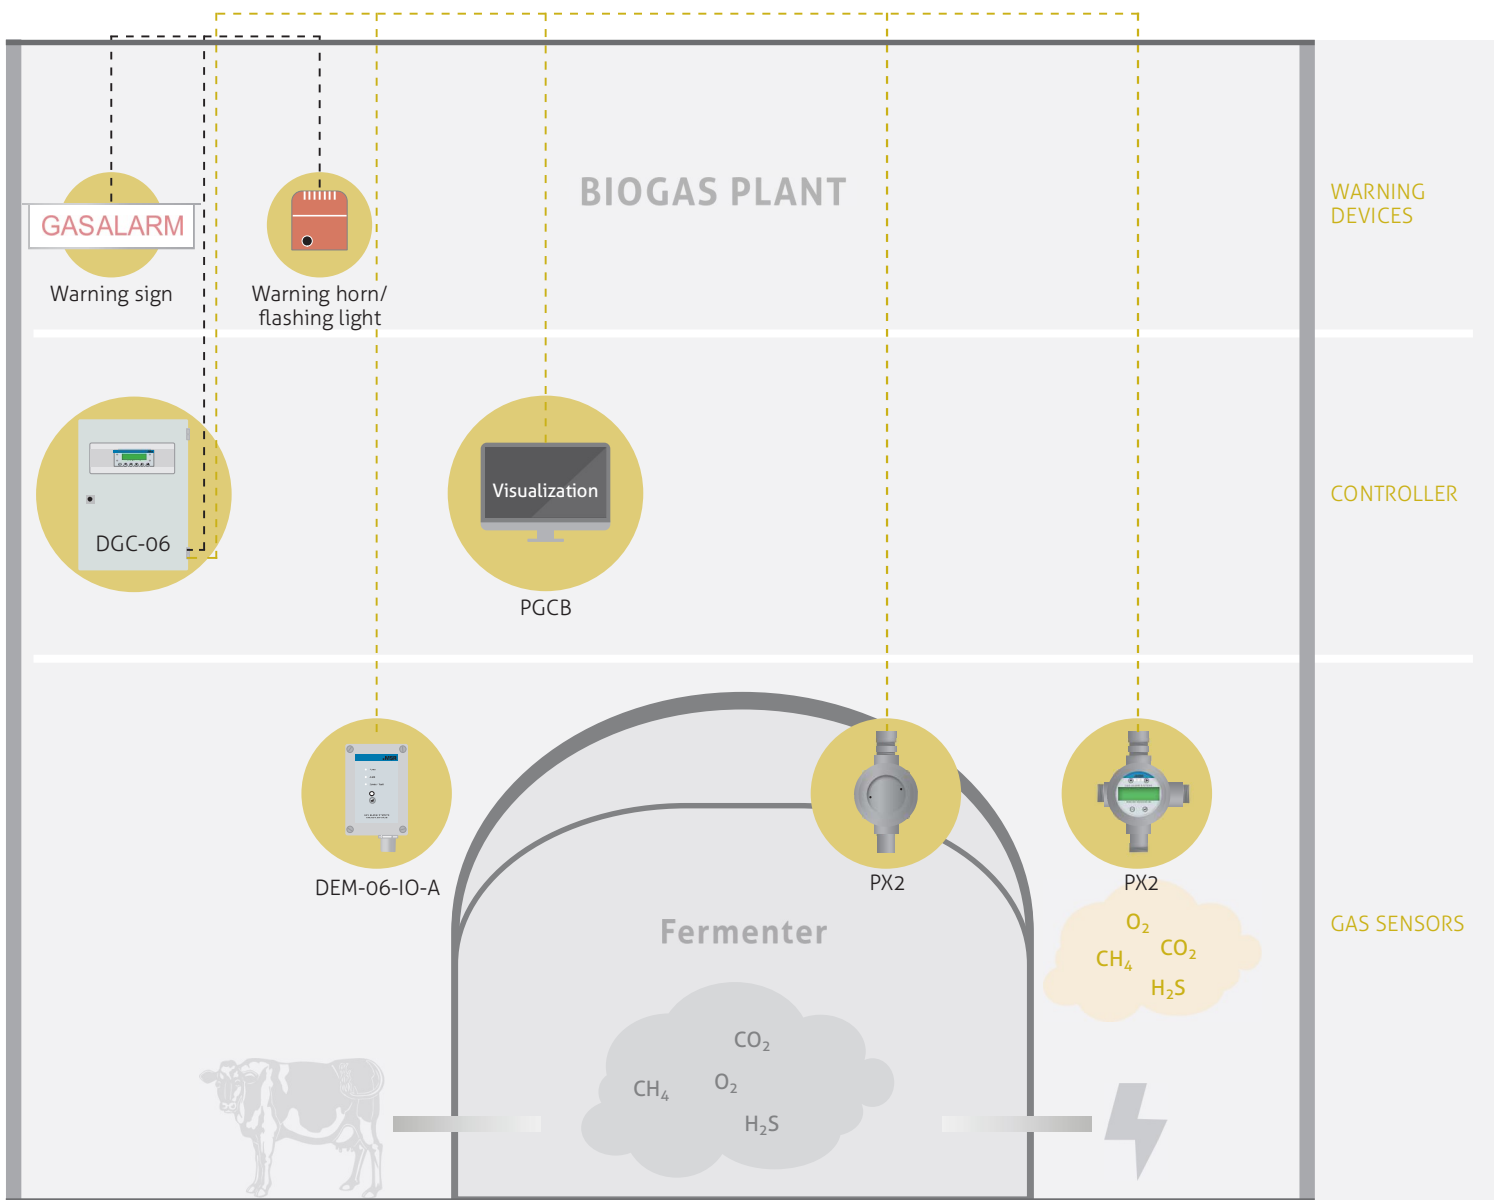 BIOGAS PLANT
WARNING
DEVICES
GASALARM
Warning sign
Warning horn/
flashing light
CONTROLLER
DGC-06
Visualization
PGCB
DEM-06-IO-A
PX2
PX2
GAS SENSORS
O₂
CO₂
CH₄
H₂S
Fermenter
CO₂
O₂
CH₄
H₂S